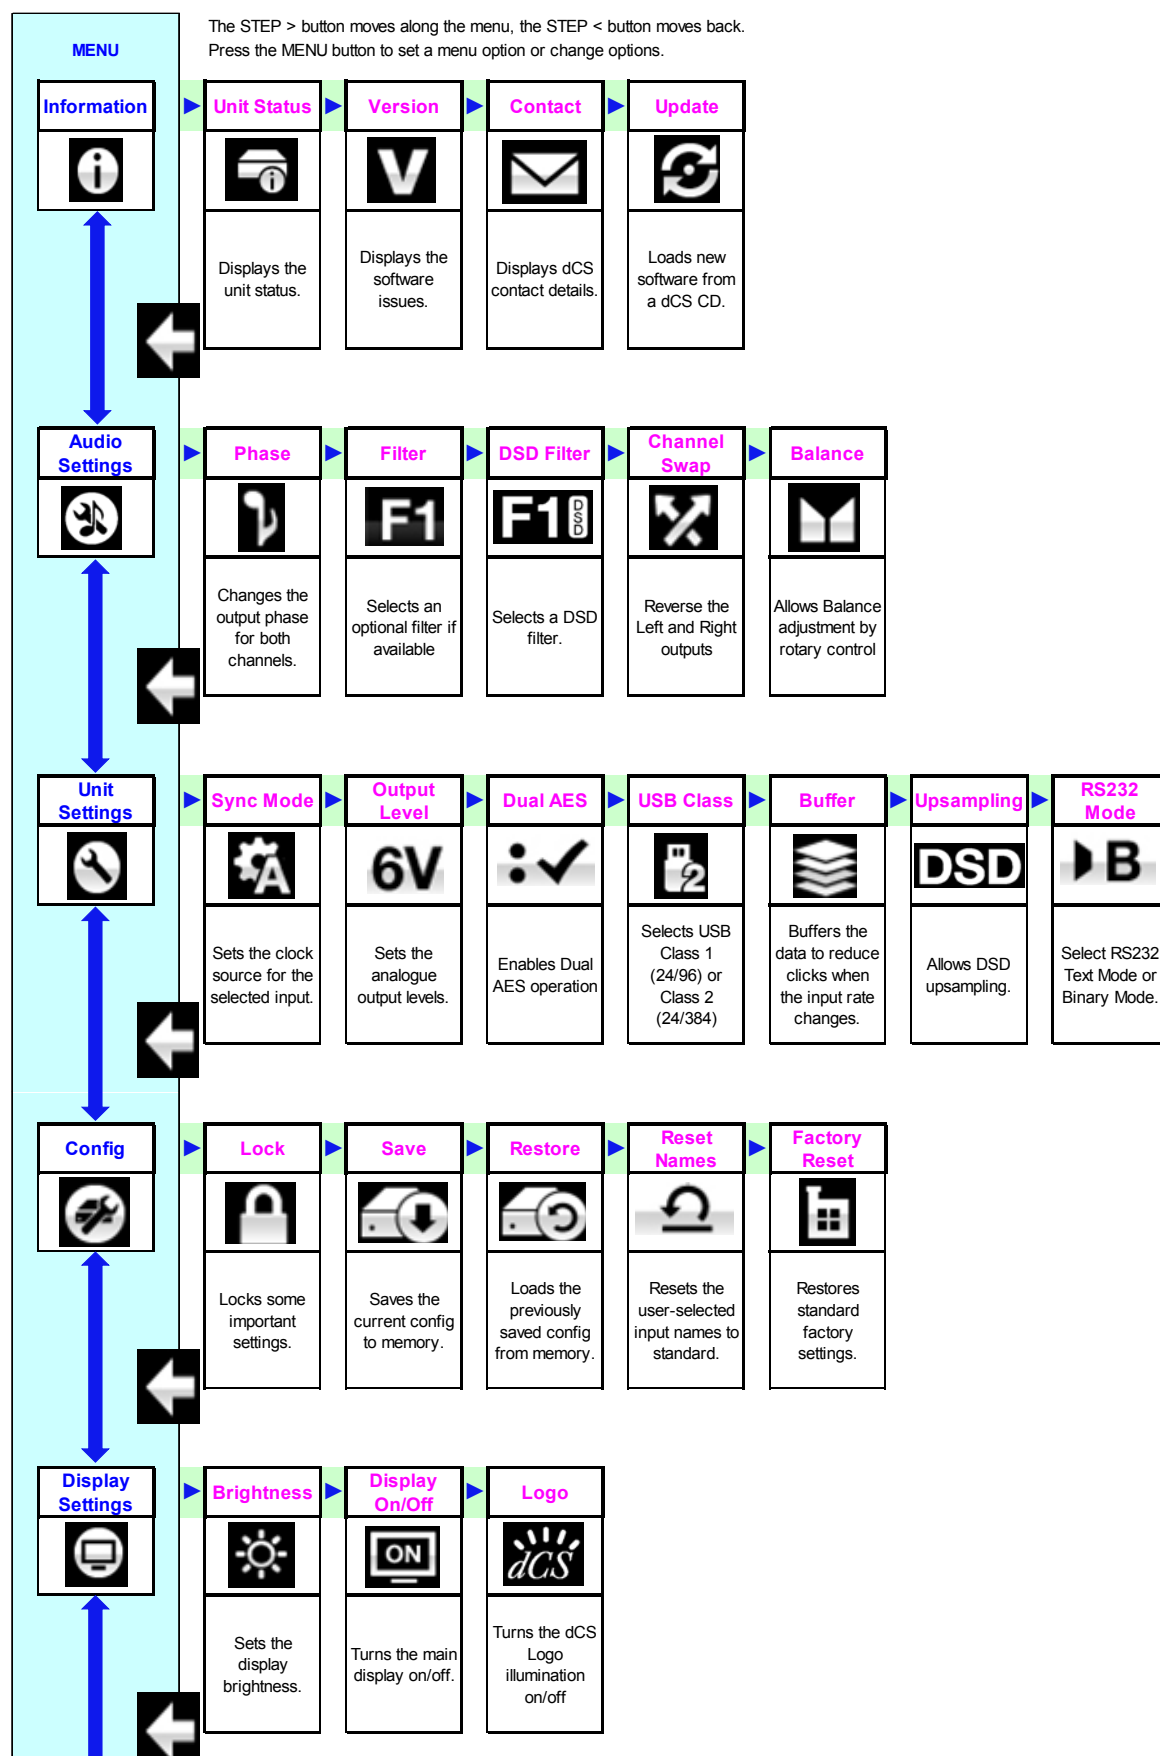 The STEP > button moves along the menu, the STEP < button moves back.
MENU
Press the MENU button to set a menu option or change options.
Information
Unit Status
Version
Contact
Update
i
V
Displays the
unit status.
Displays the
software
issues.
Displays dCS
contact details.
Loads new
software from
a dCS CD.
Audio
Settings
Phase
Filter
DSD Filter
Channel
Swap
Balance
F1
F1 DSD
Changes the
output phase
for both
channels.
Selects an
optional filter if
available
Selects a DSD
filter.
Reverse the
Left and Right
outputs
Allows Balance
adjustment by
rotary control
Unit
Settings
Sync Mode
Output
Level
Dual AES
USB Class
Buffer
Upsampling
RS232
Mode
A
6V
2
DSD
B
Sets the clock
source for the
selected input.
Sets the
analogue
output levels.
Enables Dual
AES operation
Selects USB
Class 1
(24/96) or
Class 2
(24/384)
Buffers the
data to reduce
clicks when
the input rate
changes.
Allows DSD
upsampling.
Select RS232
Text Mode or
Binary Mode.
Config
Lock
Save
Restore
Reset
Names
Factory
Reset
Locks some
important
settings.
Saves the
current config
to memory.
Loads the
previously
saved config
from memory.
Resets the
user-selected
input names to
standard.
Restores
standard
factory
settings.
Display
Settings
Brightness
Display
On/Off
Logo
ON
dCS
Sets the
display
brightness.
Turns the main
display on/off.
Turns the dCS
Logo
illumination
on/off